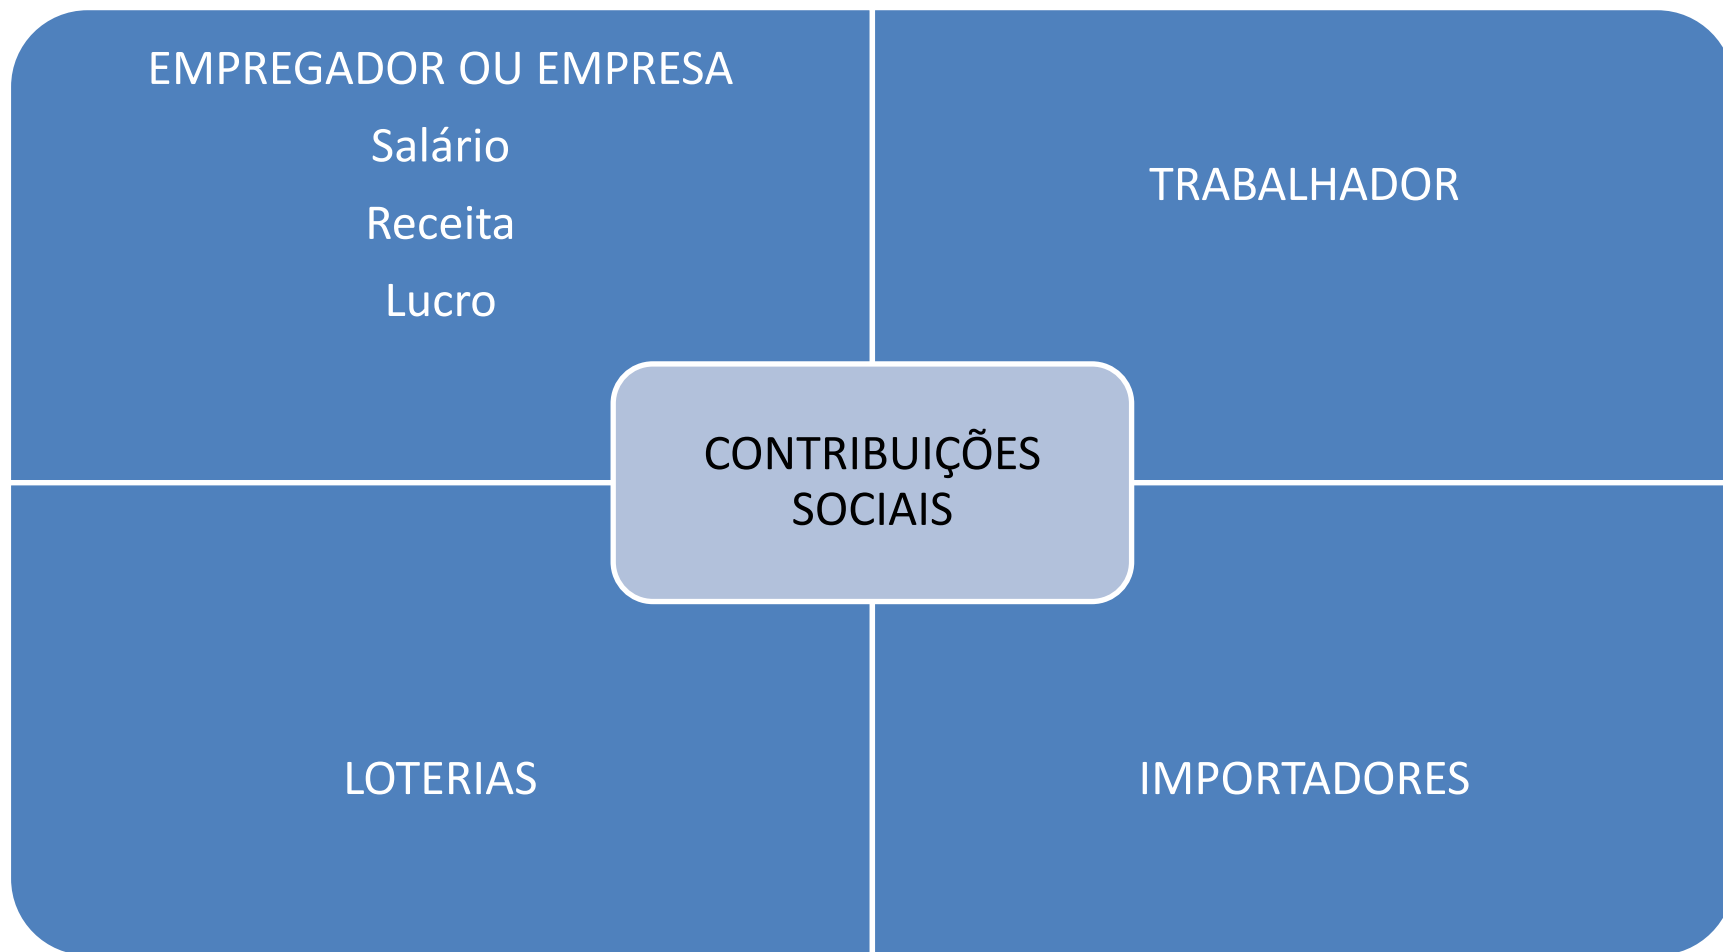 EMPREGADOR OU EMPRESA
Salário
Receita
Lucro
TRABALHADOR
CONTRIBUIÇÕES
SOCIAIS
LOTERIAS
IMPORTADORES